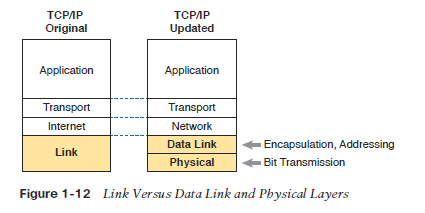 TCP/IP
Original
TCP/IP
Updated
Application
Application
Transport
Transport
Internet
Network
Link
Data Link
Encapsulation, Addressing
Physical
Bit Transmission
Figure 1-12 Link Versus Data Link and Physical Layers